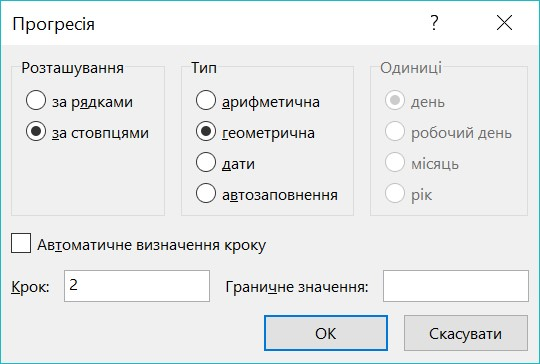 Прогресія ?
Розташування
за рядками
за стовпцями
Тип
арифметична
геометрична
дати
автозаповнення
Одиниці
день
робочий день
місяць
рік
Автоматичне визначення кроку
Крок: 2
Граничне значення:
ОК
Скасувати